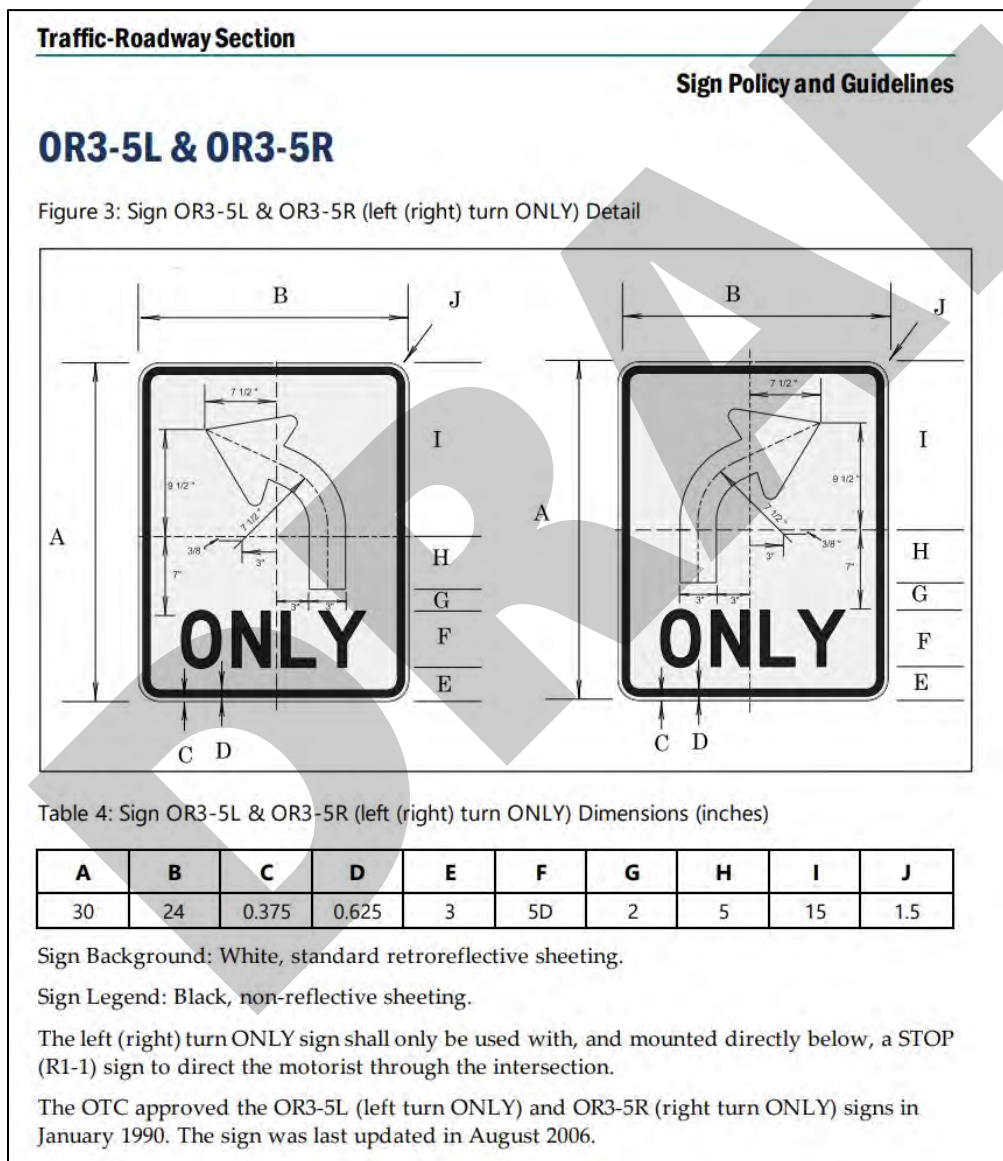 Traffic-Roadway Section
Sign Policy and Guidelines
OR3-5L & OR3-5R
Figure 3: Sign OR3-5L & OR3-5R (left (right) turn ONLY) Detail
B J B J
7 1/2 " 7 1/2 "
I I
9 1/2 " 9 1/2 "
A 7 1/2 " A 7 1/2 "
3/8 " 3" H 3" 3/8 " H
7" 7"
3" 3" G 3" 3" G
ONLY F ONLY F
E E
C D C D
Table 4: Sign OR3-5L & OR3-5R (left (right) turn ONLY) Dimensions (inches)
A B C D E F G H I J
30 24 0.375 0.625 3 5D 2 5 15 1.5
Sign Background: White, standard retroreflective sheeting.
Sign Legend: Black, non-reflective sheeting.
The left (right) turn ONLY sign shall only be used with, and mounted directly below, a STOP
(R1-1) sign to direct the motorist through the intersection.
The OTC approved the OR3-5L (left turn ONLY) and OR3-5R (right turn ONLY) signs in
January 1990. The sign was last updated in August 2006.
DRAF